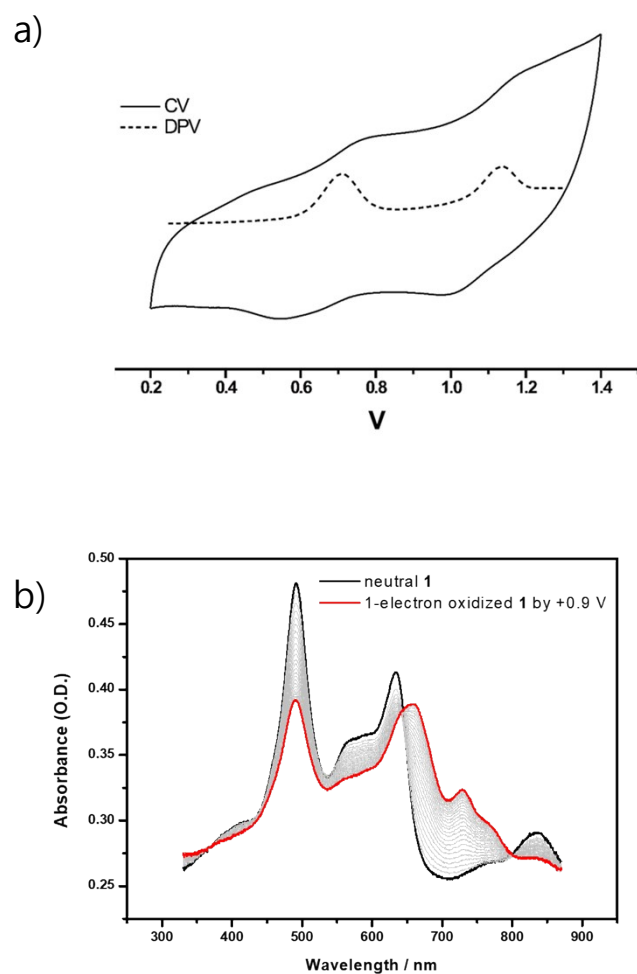 a)
CV
DPV
0.2 0.4 0.6 0.8 1.0 1.2 1.4
V
b)
0.50
0.45
0.40
0.35
0.30
0.25
neutral 1
1-electron oxidized 1 by +0.9 V
Absorbance (O.D.)
300 400 500 600 700 800 900
Wavelength / nm